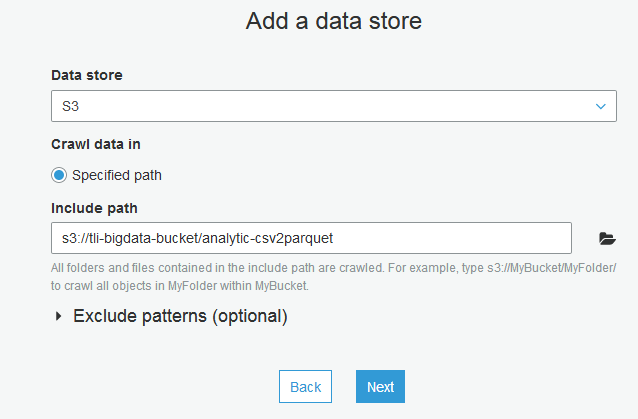 Add a data store
Data store
S3
Crawl data in
Specified path
Include path
s3://tli-bigdata-bucket/analytic-csv2parquet
All folders and files contained in the include path are crawled. For example, type s3://MyBucket/MyFolder/
to crawl all objects in MyFolder within MyBucket.
Exclude patterns (optional)
Back
Next